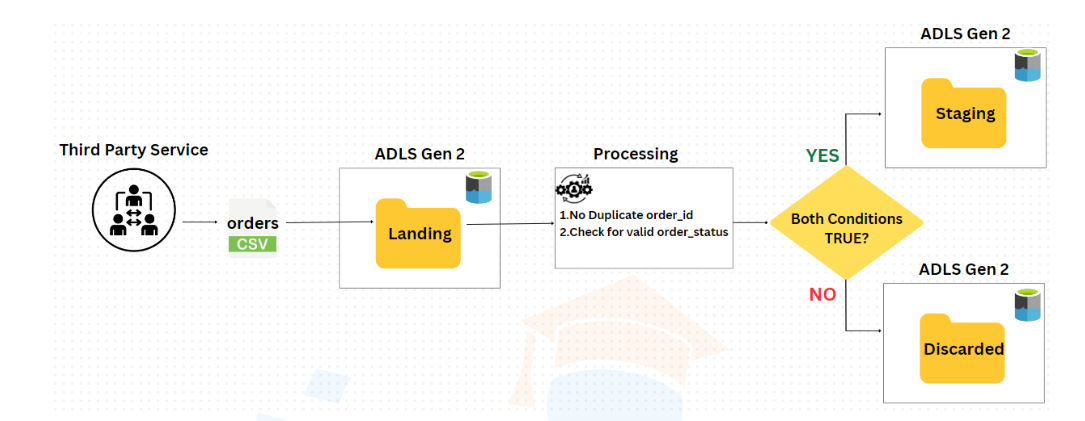 Third Party Service
orders
CSV
ADLS Gen 2
Landing
Processing
1.No Duplicate order_id
2.Check for valid order_status
Both Conditions
TRUE?
YES
ADLS Gen 2
Staging
NO
ADLS Gen 2
Discarded